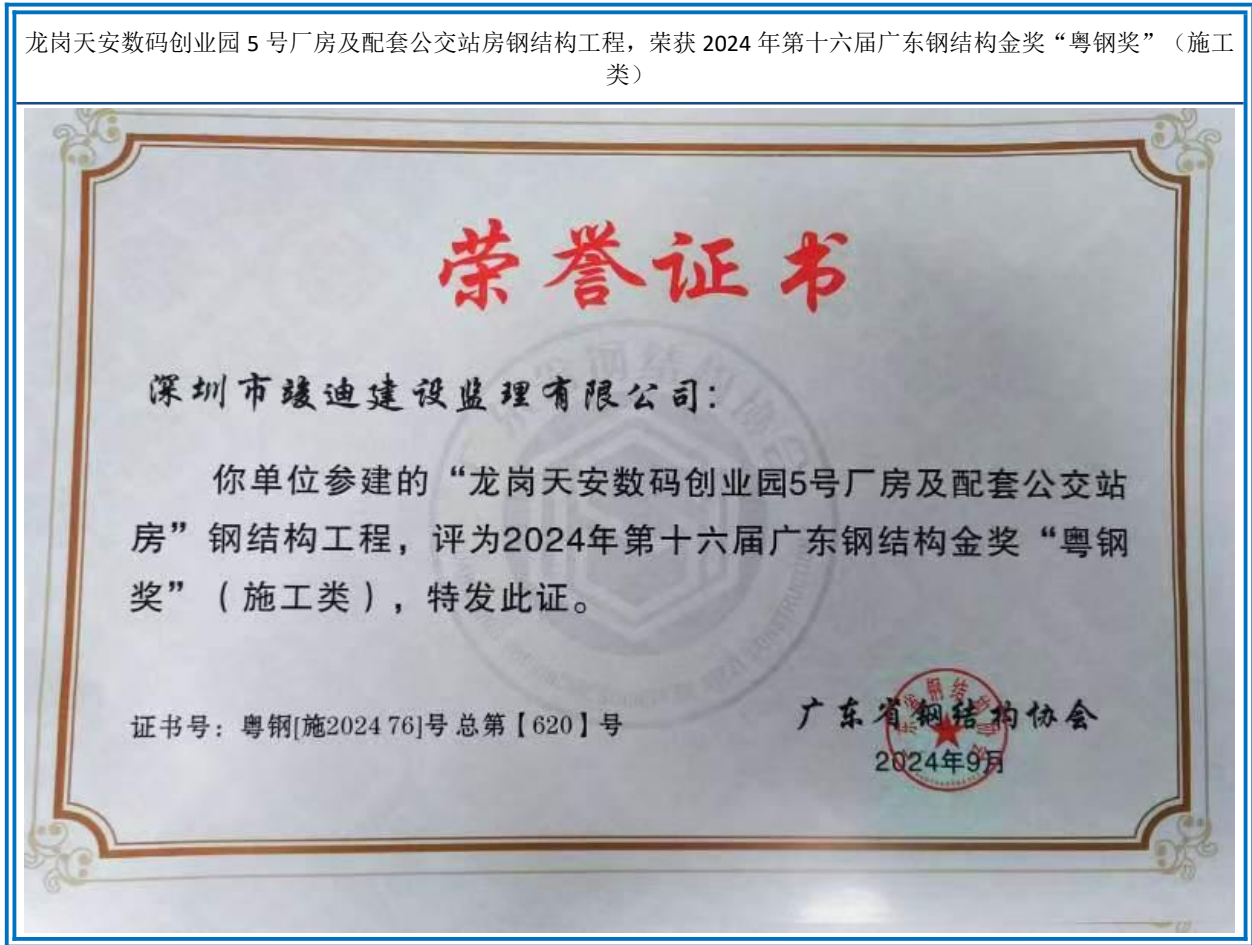 龙岗天安数码创业园 5 号厂房及配套公交站房钢结构工程，荣获 2024 年第十六届广东钢结构金奖“粤钢奖”（施工
类）
荣誉证书
深圳市竣迪建设监理有限公司：
你单位参建的“龙岗天安数码创业园5号厂房及配套公交站
房”钢结构工程，评为2024年第十六届广东钢结构金奖“粤钢
奖”（施工类），特发此证。
证书号：粤钢[施2024 76]号 总第【620】号
广东省钢结构协会
2024年9月